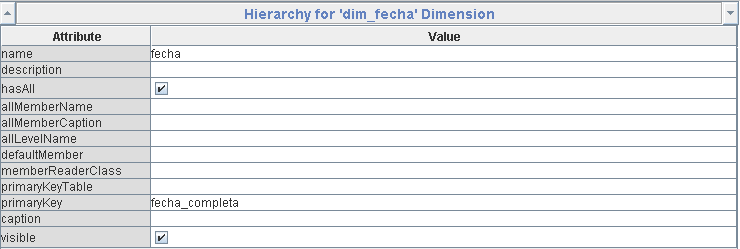 Hierarchy for 'dim_fecha' Dimension
Attribute Value
name fecha
description
hasAll
allMemberName
allMemberCaption
allLevelName
defaultMember
memberReaderClass
primaryKeyTable
primaryKey fecha_completa
caption
visible